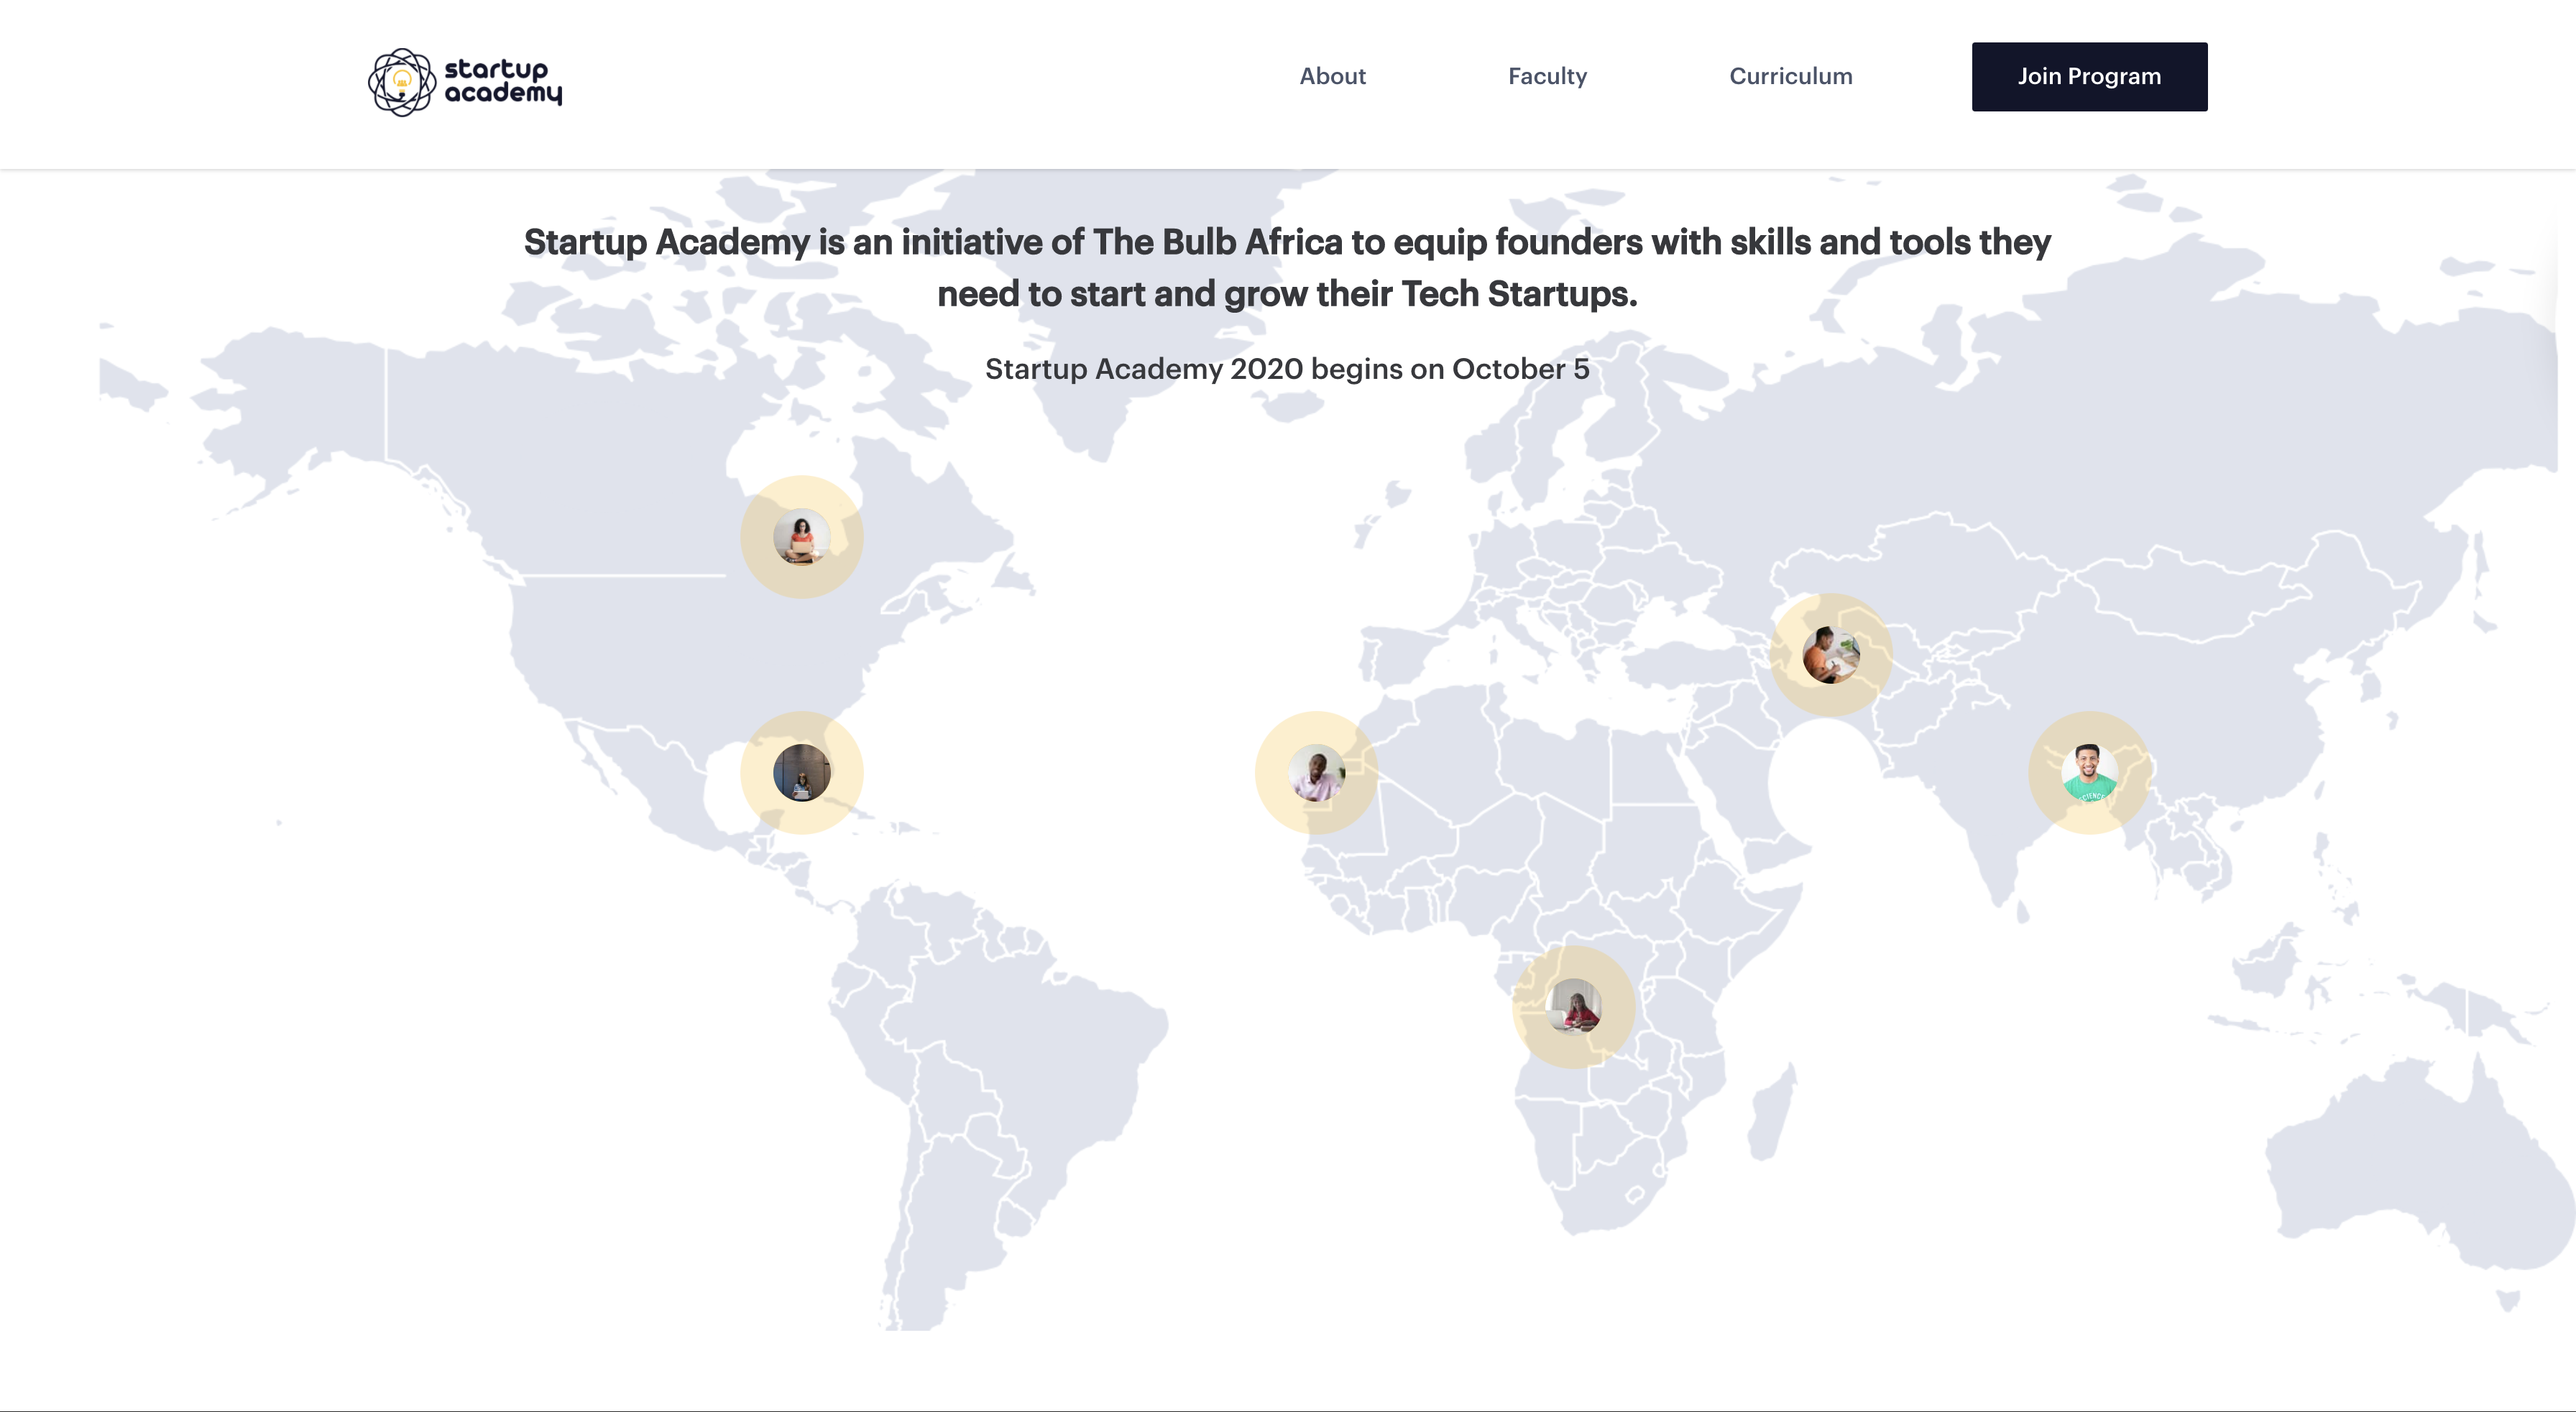 startup
academy
About
Faculty
Curriculum
Join Program
Startup Academy is an initiative of The Bulb Africa to equip founders with skills and tools they
need to start and grow their Tech Startups.
Startup Academy 2020 begins on October 5